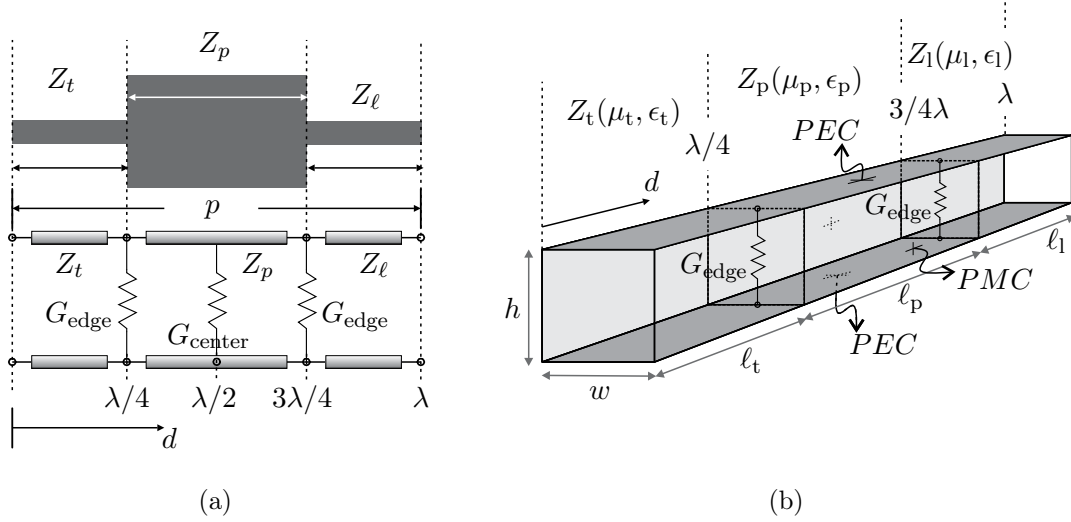 Z_p
Z_t
Z_ℓ
p
Z_t
Z_p
Z_ℓ
G_edge
G_center
G_edge
λ/4
λ/2
3λ/4
λ
d
(a)
Z_l(μ_l, ϵ_l)
Z_p(μ_p, ϵ_p)
Z_t(μ_t, ϵ_t)
λ
3/4λ
PEC
λ/4
d
G_edge
G_edge
h
ℓ_l
PMC
ℓ_p
PEC
ℓ_t
w
(b)